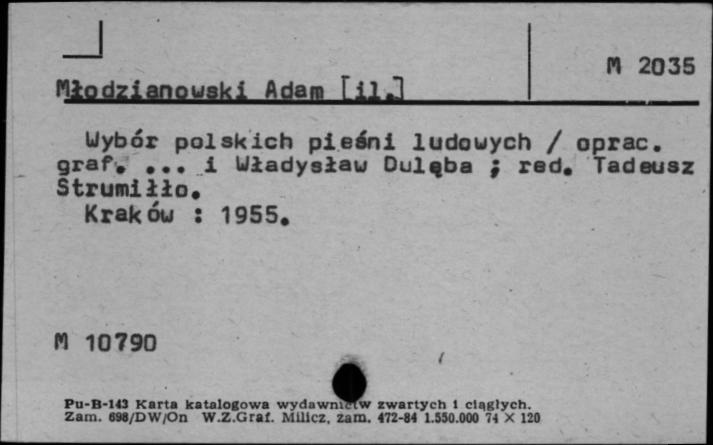 M 2035
Młodzianowski Adam [il.]
Wybór polskich pieśni ludowych / oprac.
graf. ... i Władysław Dulęba ; red. Tadeusz
Strumiłło.
Kraków : 1955.
M 10790
Pu-B-143 Karta katalogowa wydawnictw zwartych i ciągłych.
Zam. 698/DW/On W.Z.Graf. Milicz, zam. 472-84 1.550.000 74 × 120